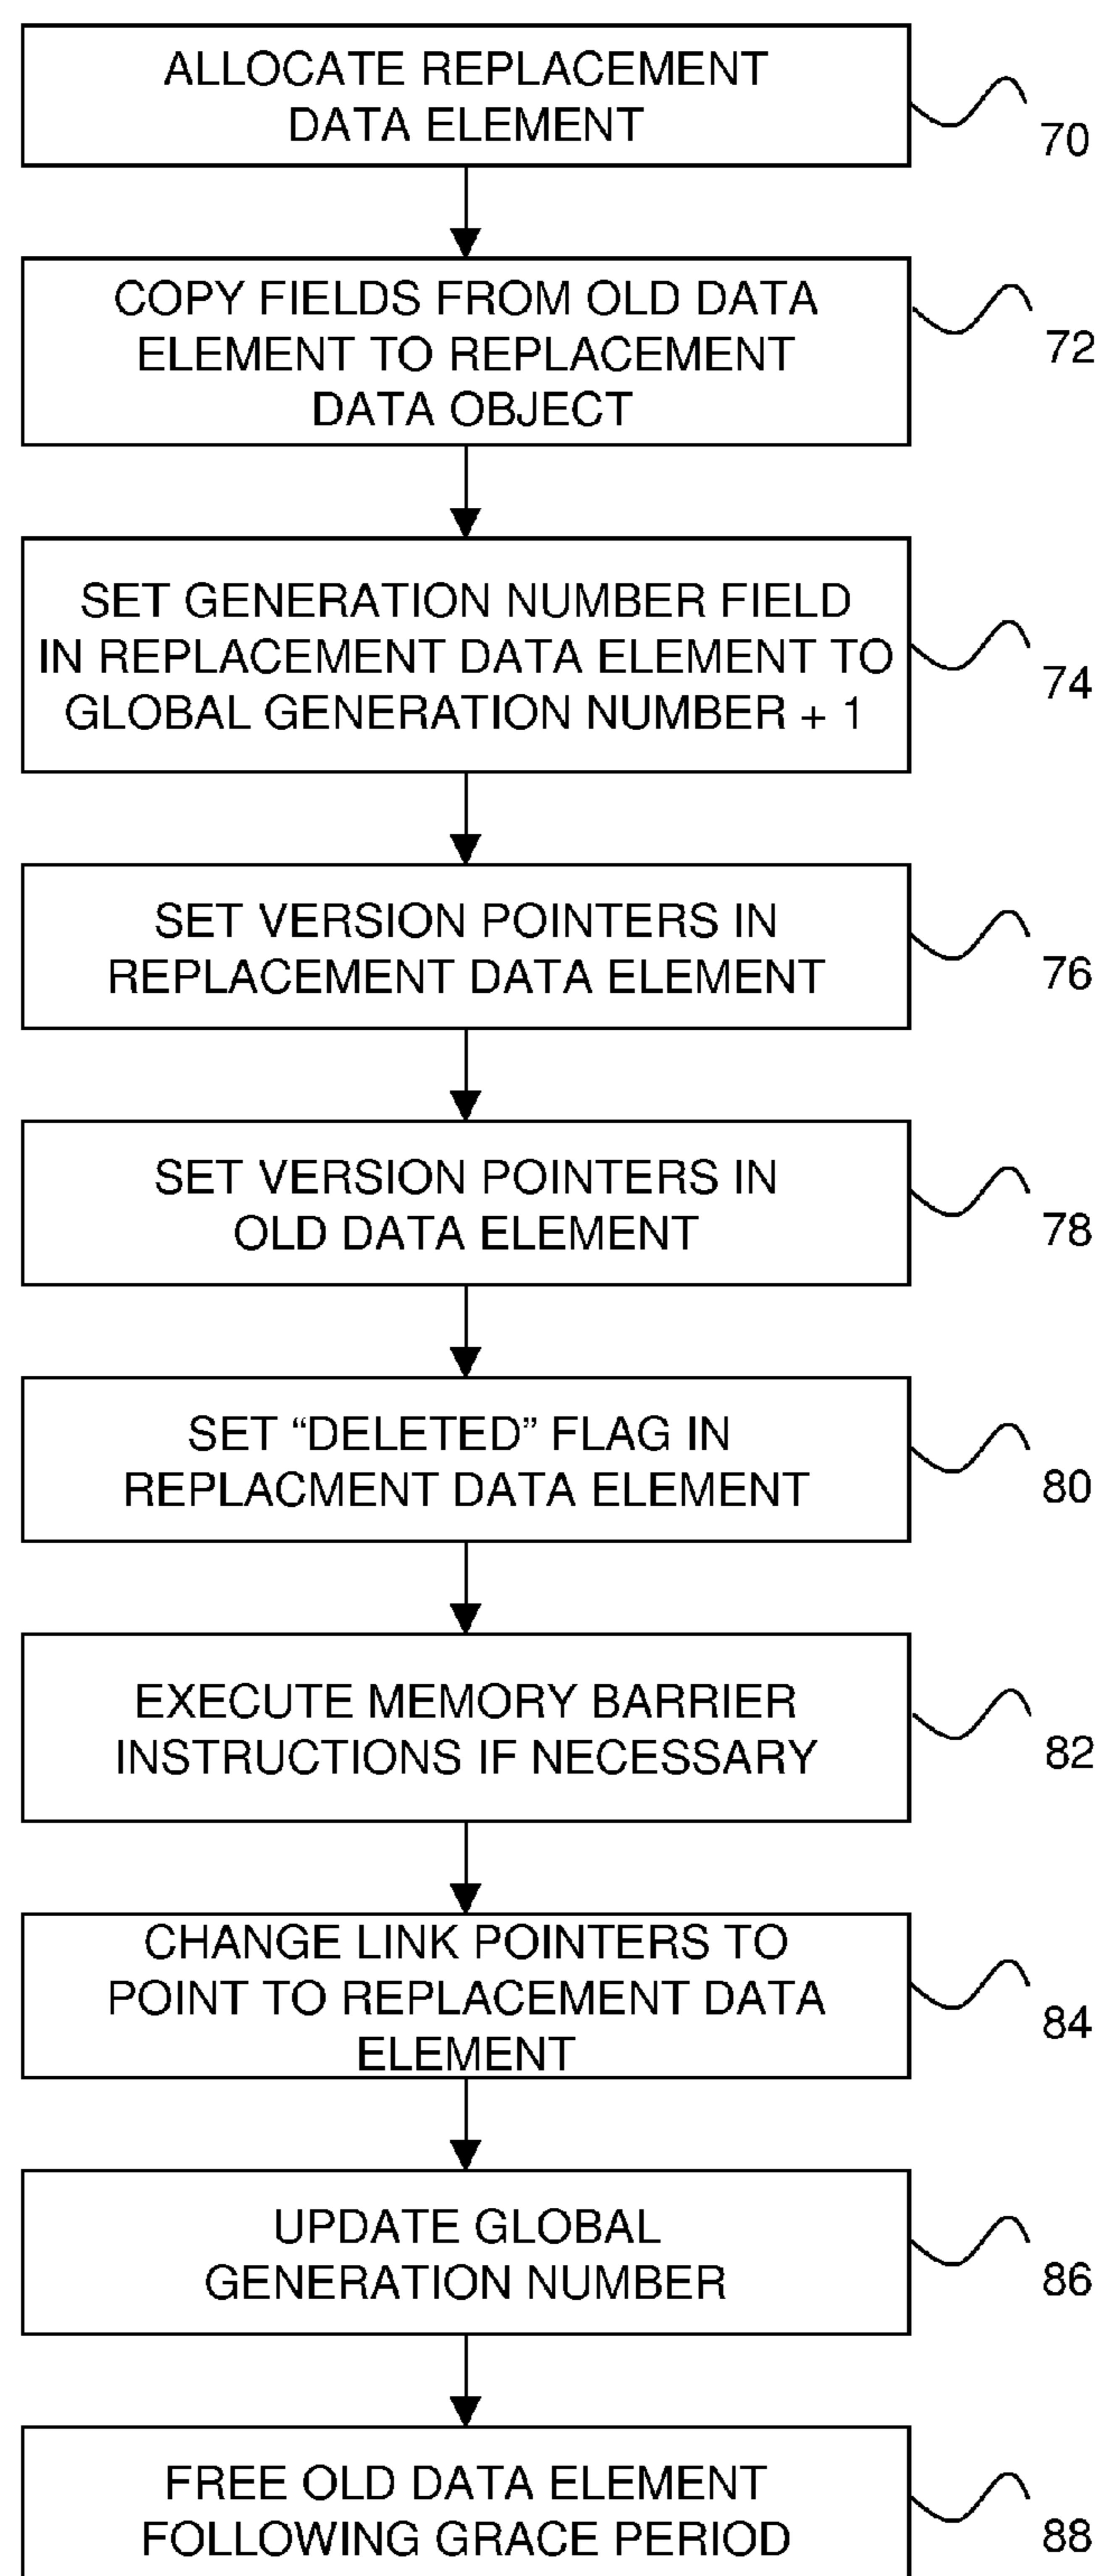 ALLOCATE REPLACEMENT
DATA ELEMENT
70
COPY FIELDS FROM OLD DATA
ELEMENT TO REPLACEMENT
DATA OBJECT
72
SET GENERATION NUMBER FIELD
IN REPLACEMENT DATA ELEMENT TO
GLOBAL GENERATION NUMBER + 1
74
SET VERSION POINTERS IN
REPLACEMENT DATA ELEMENT
76
SET VERSION POINTERS IN
OLD DATA ELEMENT
78
SET “DELETED” FLAG IN
REPLACMENT DATA ELEMENT
80
EXECUTE MEMORY BARRIER
INSTRUCTIONS IF NECESSARY
82
CHANGE LINK POINTERS TO
POINT TO REPLACEMENT DATA
ELEMENT
84
UPDATE GLOBAL
GENERATION NUMBER
86
FREE OLD DATA ELEMENT
FOLLOWING GRACE PERIOD
88